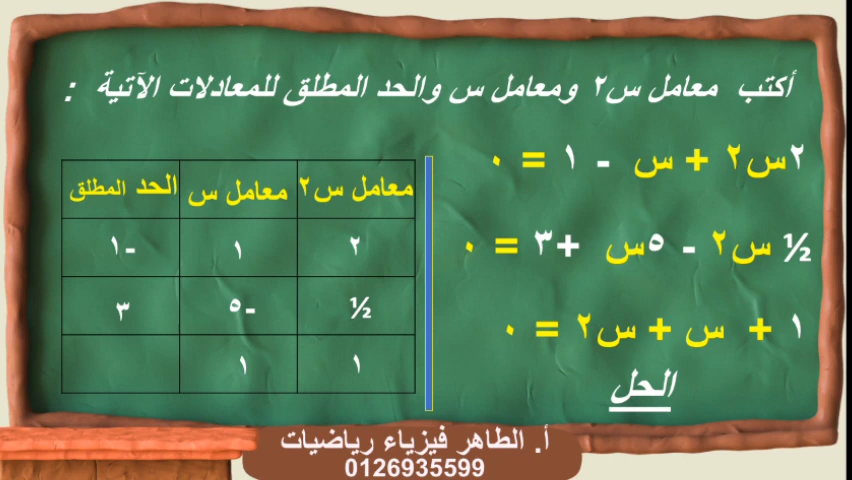 أكتب معامل س٢ ومعامل س والحد المطلق للمعادلات الآتية :
٢س٢ + س - ١ = ٠
½ س٢ - ٥س +٣ = ٠
١ + س + س٢ = ٠
الحل
معامل س٢ معامل س الحد المطلق
٢ ١ -١
½ -٥ ٣
١ ١
أ. الطاهر فيزياء رياضيات
0126935599